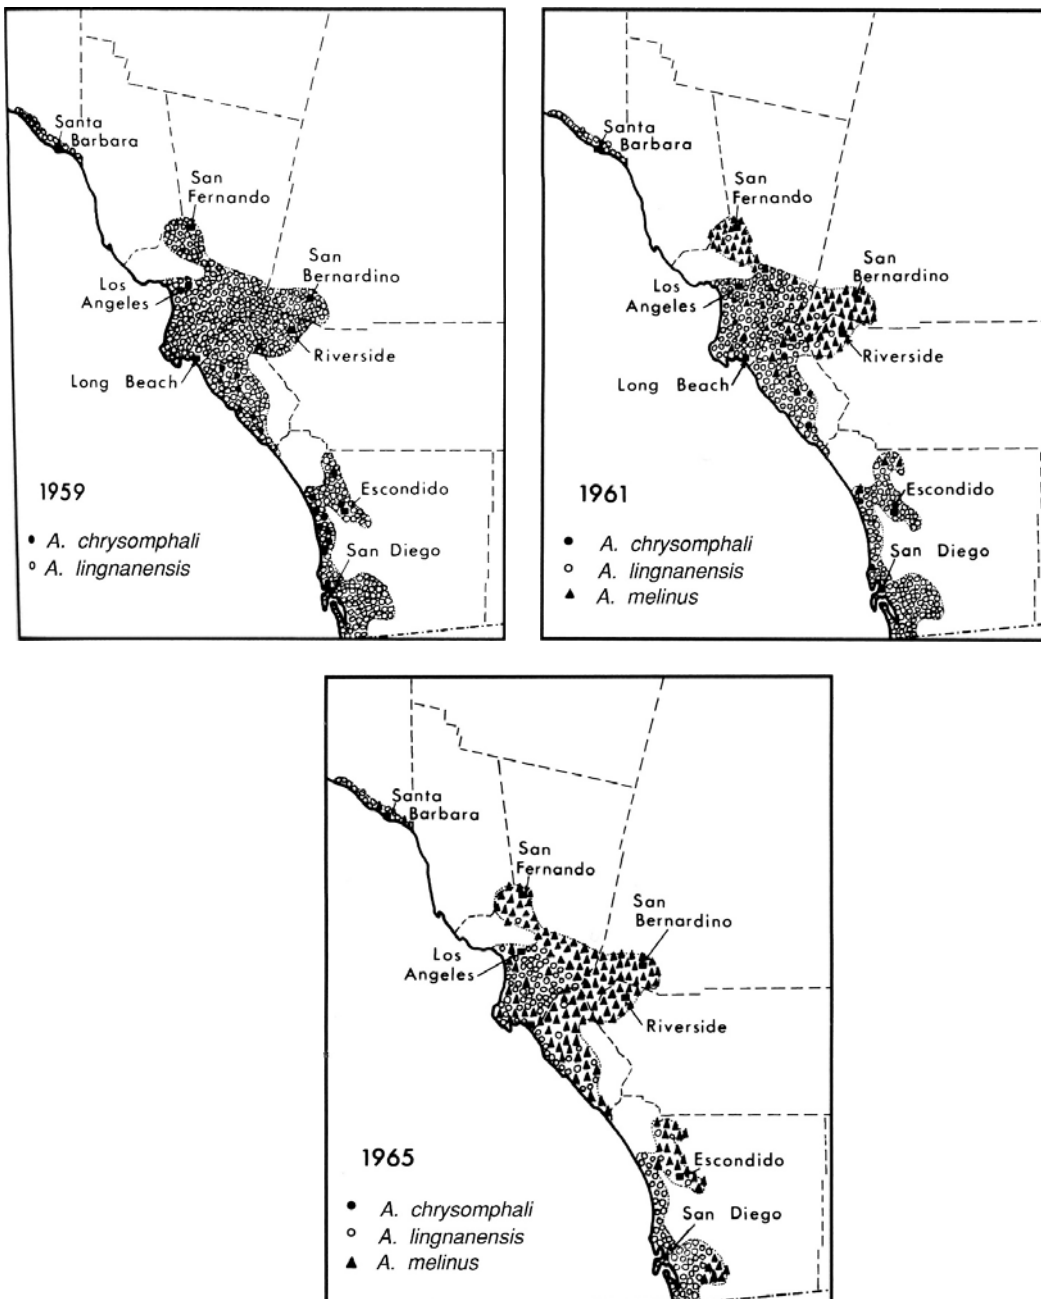 Santa
Barbara
San
Fernando
San
Bernardino
Los
Angeles
Riverside
Long Beach
1959
Escondido
A. chrysomphali
San Diego
A. lingnanensis
Santa
Barbara
San
Fernando
San
Bernardino
Los
Angeles
Riverside
Long Beach
1961
Escondido
A. chrysomphali
San Diego
A. lingnanensis
A. melinus
Santa
Barbara
San
Fernando
San
Bernardino
Los
Angeles
Riverside
1965
Escondido
A. chrysomphali
San Diego
A. lingnanensis
A. melinus